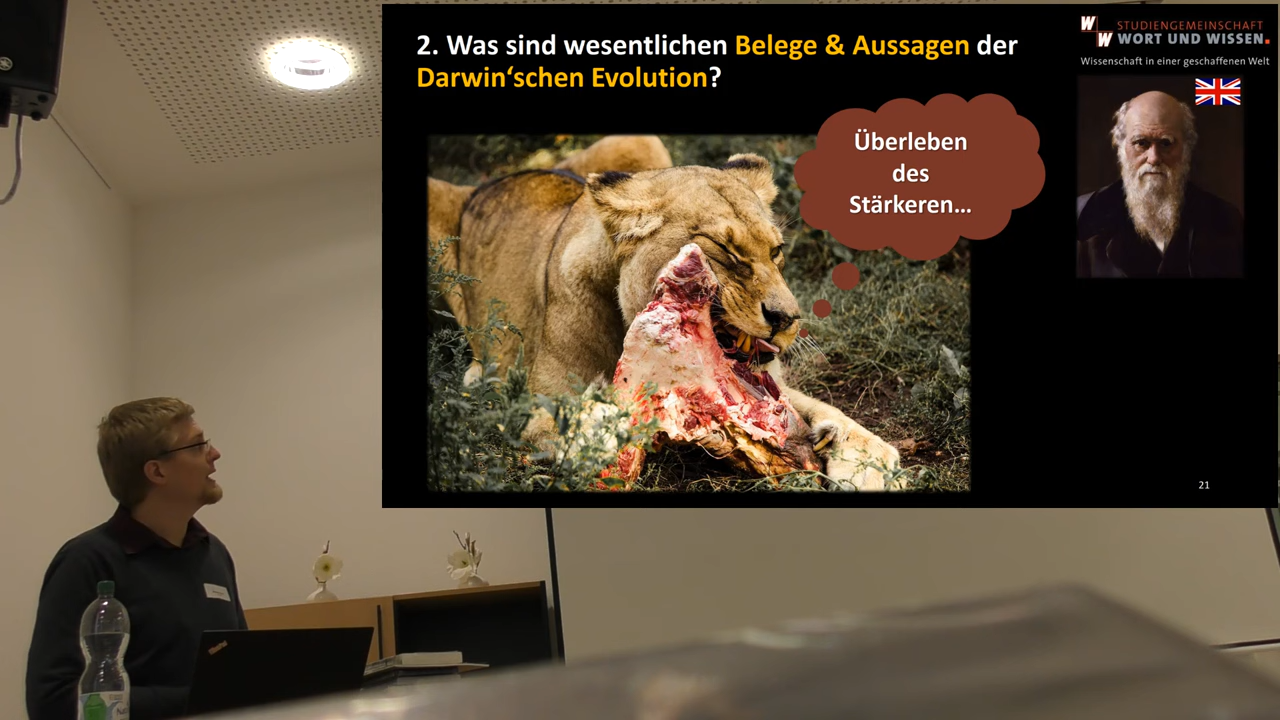 2. Was sind wesentlichen Belege & Aussagen der
Darwin‘schen Evolution?
W
W
STUDIENGEMEINSCHAFT
WORT UND WISSEN.
Wissenschaft in einer geschaffenen Welt
Überleben
des
Stärkeren...
21
ThinkPad